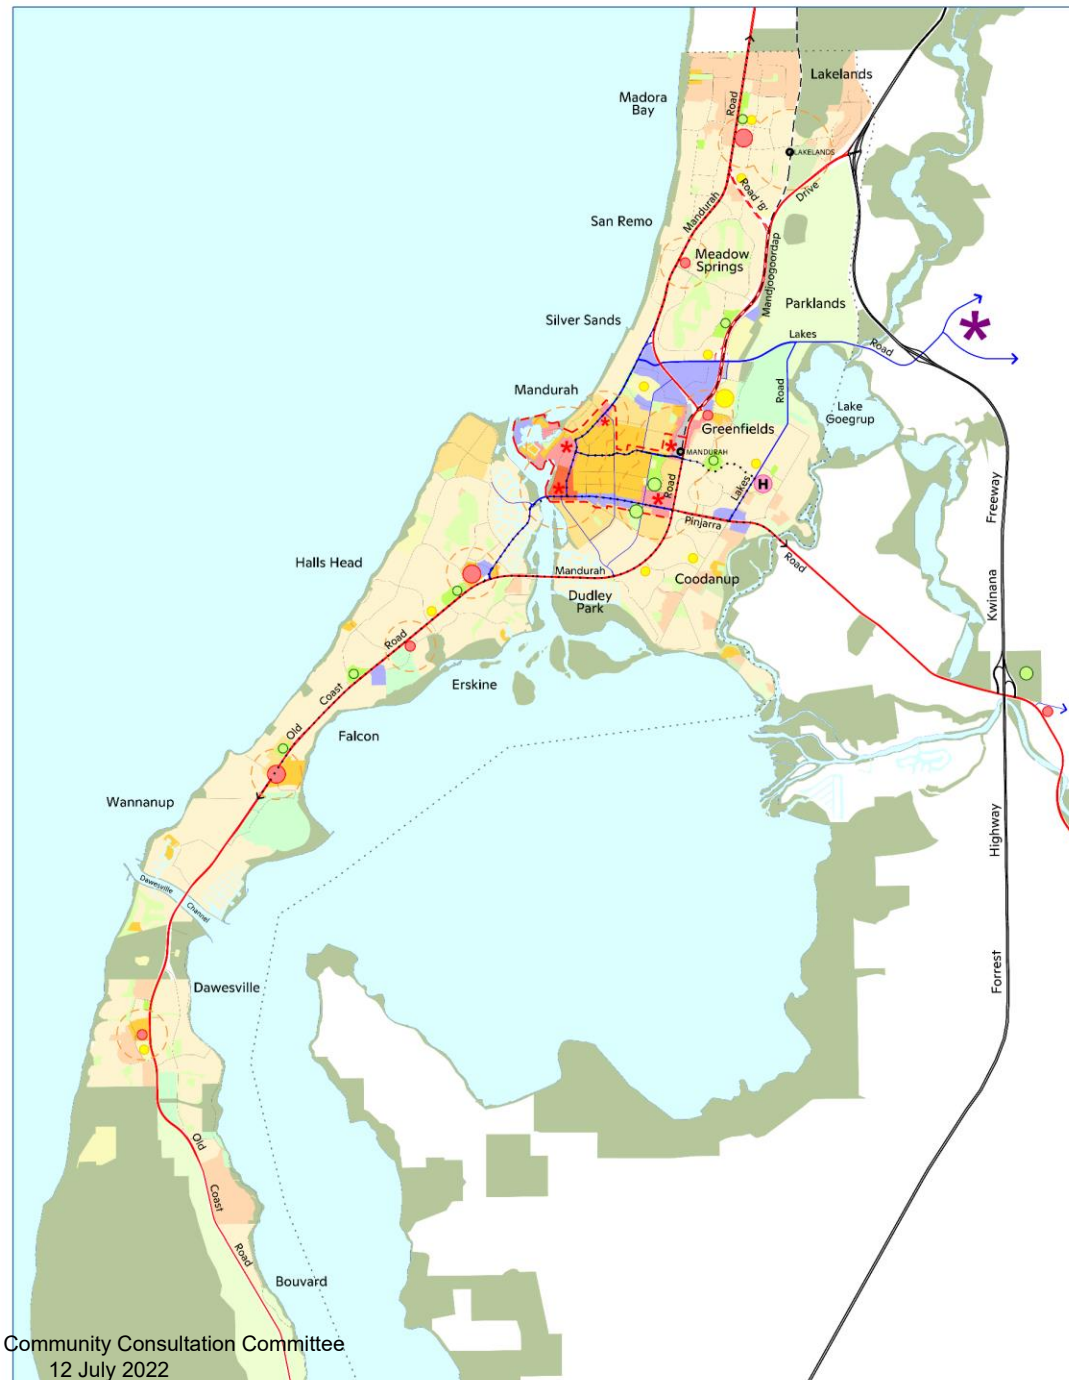 Lakelands
Madora
Bay
Road
LAKELANDS
Road 'B'
Drive
Mandurah
San Remo
Meadow
Springs
Mandjoogoordap
Parklands
Silver Sands
Lakes
Road
Mandurah
Road
Lake
Goegrup
Greenfields
MANDURAH
H
Lakes
Road
Freeway
Pinjarra
Road
Halls Head
Mandurah
Coodanup
Dudley
Park
Kwinana
Road
Erskine
Coast
Old
Falcon
Wannanup
Highway
Dawesville
Channel
Forrest
Dawesville
Old
Coast
Road
Bouvard
Community Consultation Committee
12 July 2022